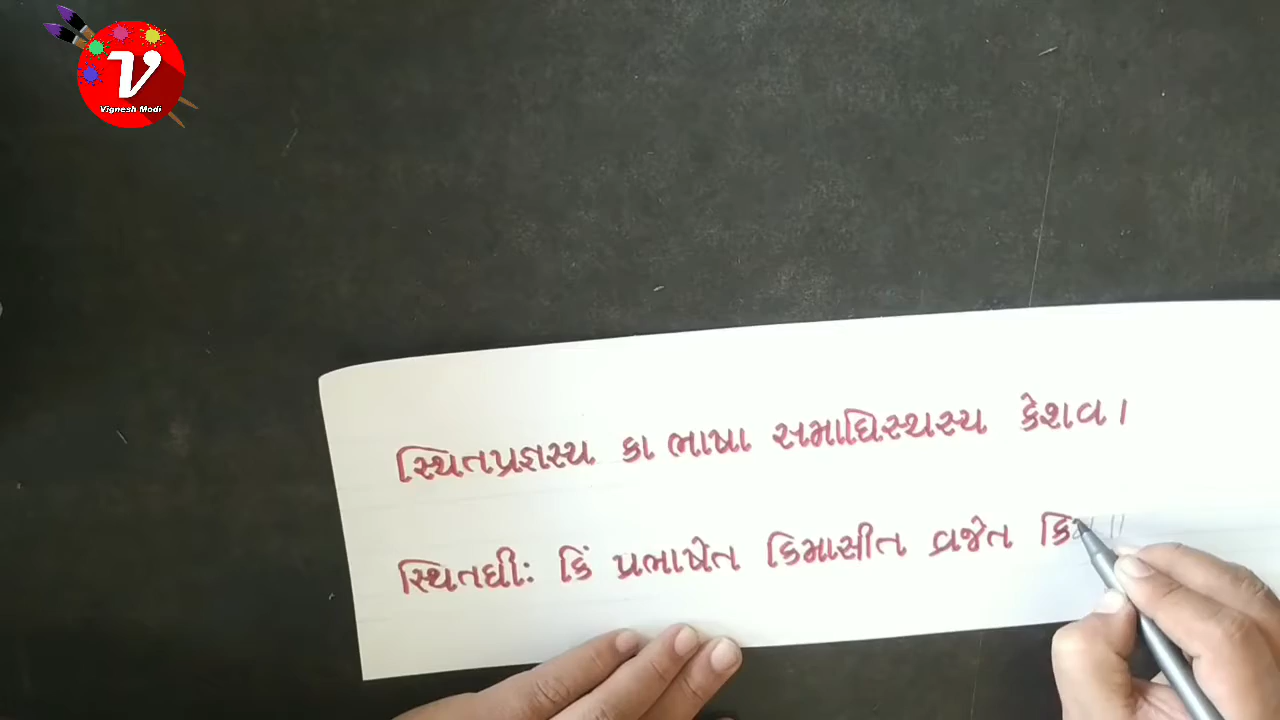 V
Vignesh Modi
સ્થિતપ્રજ્ઞસ્ય કા ભાષા સમાધિસ્થસ્ય કેશવ ।
સ્થિતધીઃ કિં પ્રભાષેત કિમાસીત વ્રજેત